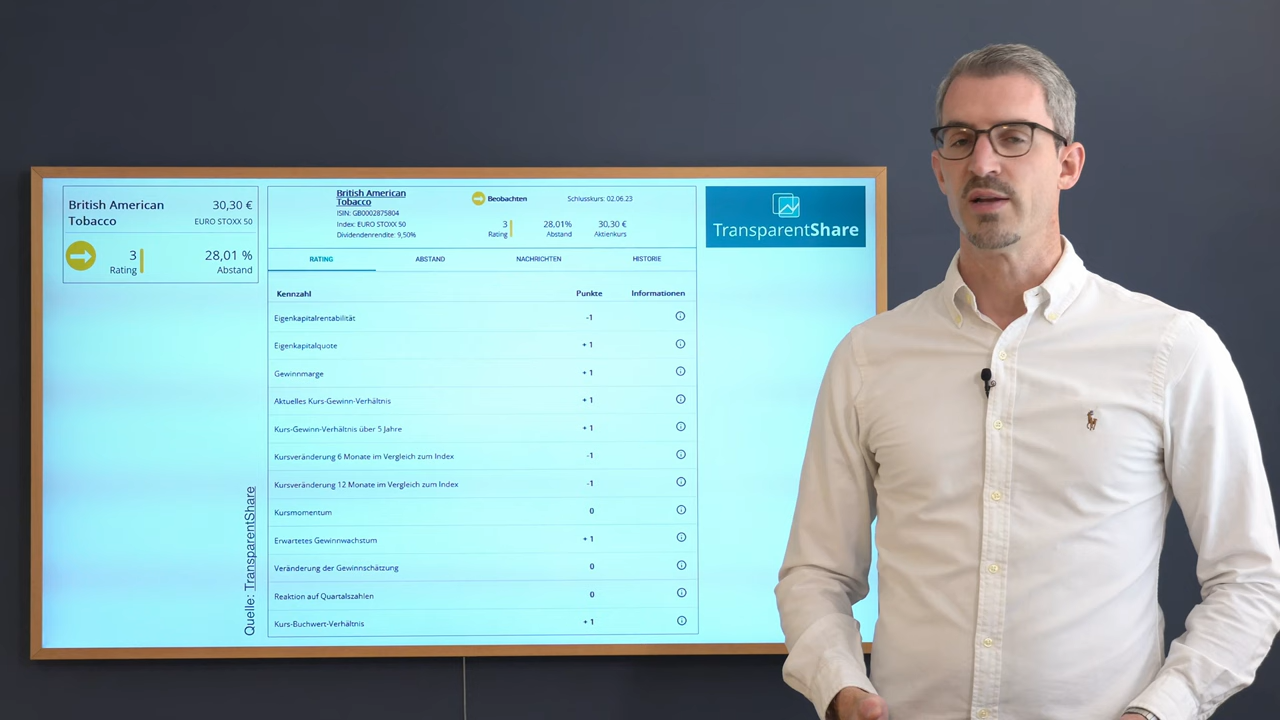 British American
Tobacco
30,30 €
EURO STOXX 50
3
Rating
28,01 %
Abstand
Quelle: TransparentShare
British American
Tobacco
ISIN: GB0002875804
Index: EURO STOXX 50
Dividendenrendite: 9,50%
Beobachten
Schlusskurs: 02.06.23
3
Rating
28,01%
Abstand
30,30 €
Aktienkurs
RATING ABSTAND NACHRICHTEN HISTORIE
Kennzahl Punkte Informationen
Eigenkapitalrentabilität -1
Eigenkapitalquote + 1
Gewinnmarge + 1
Aktuelles Kurs-Gewinn-Verhältnis + 1
Kurs-Gewinn-Verhältnis über 5 Jahre + 1
Kursveränderung 6 Monate im Vergleich zum Index -1
Kursveränderung 12 Monate im Vergleich zum Index -1
Kursmomentum 0
Erwartetes Gewinnwachstum + 1
Veränderung der Gewinnschätzung 0
Reaktion auf Quartalszahlen 0
Kurs-Buchwert-Verhältnis + 1
TransparentShare